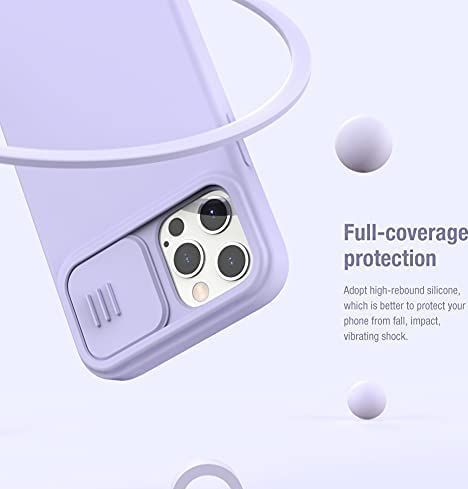 Full-coverage
protection
Adopt high-rebound silicone,
which is better to protect your
phone from fall, impact,
vibrating shock.